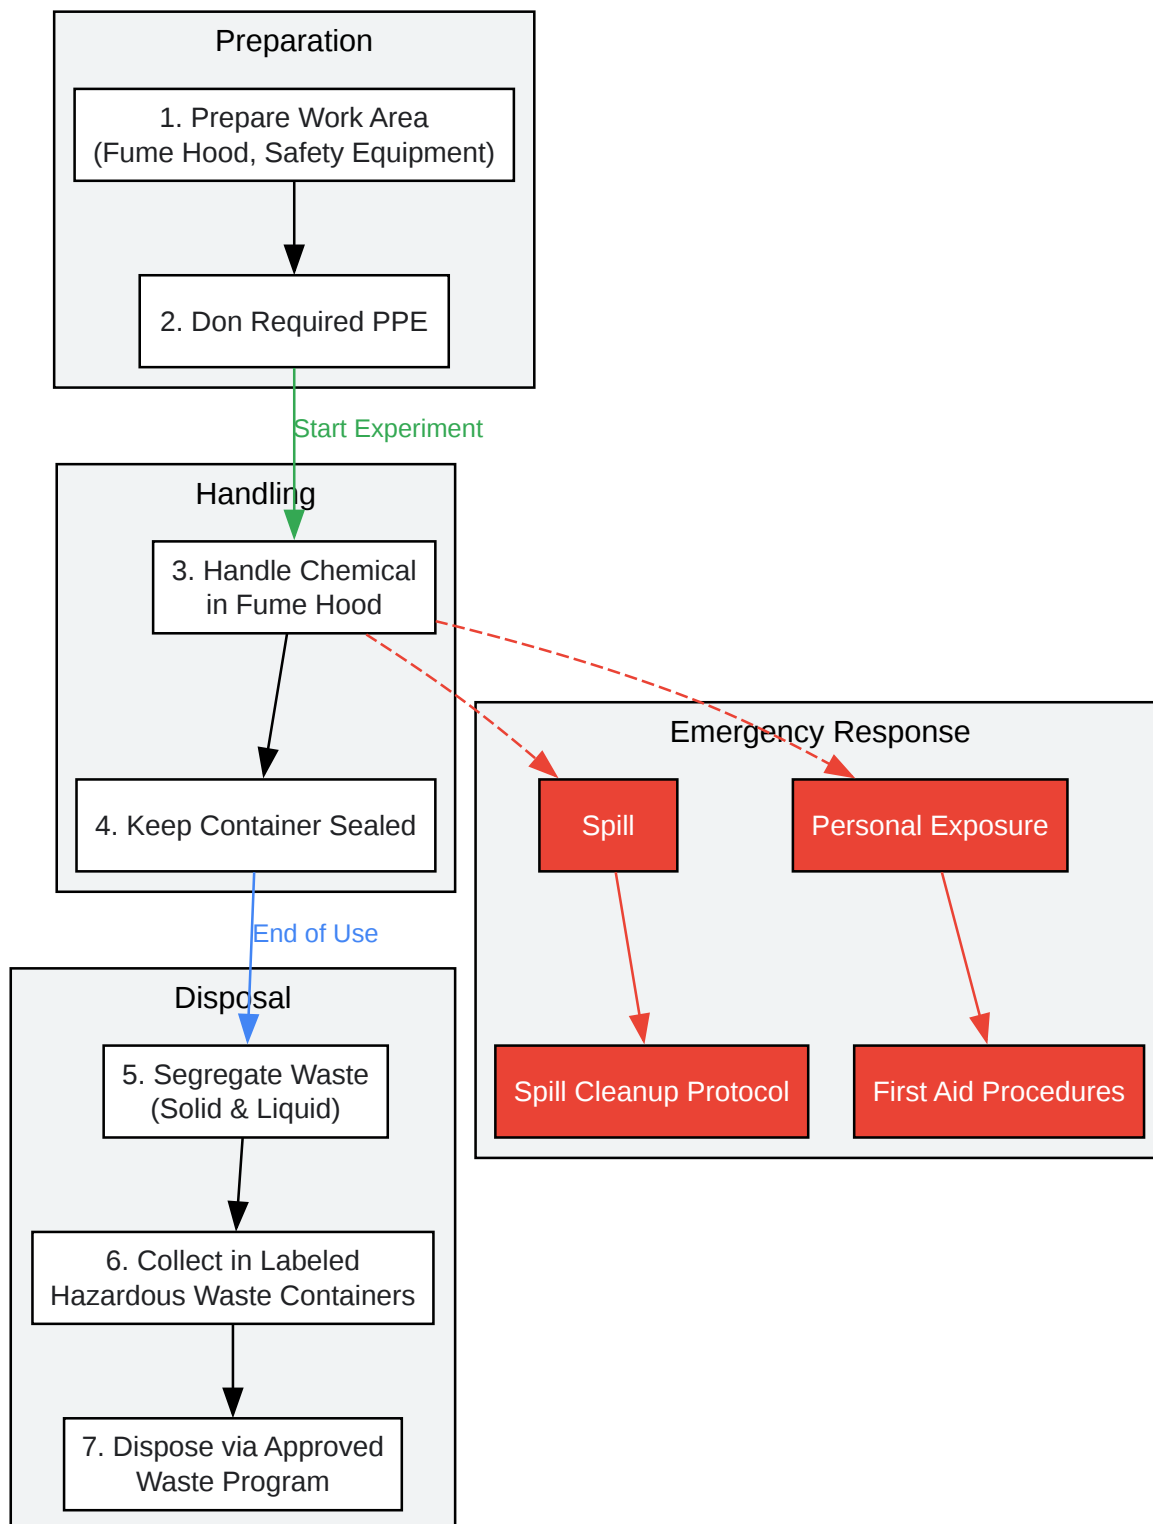 Preparation
1. Prepare Work Area
(Fume Hood, Safety Equipment)
2. Don Required PPE
Start Experiment
Handling
3. Handle Chemical
in Fume Hood
4. Keep Container Sealed
End of Use
Emergency Response
Spill
Personal Exposure
Spill Cleanup Protocol
First Aid Procedures
Disposal
5. Segregate Waste
(Solid & Liquid)
6. Collect in Labeled
Hazardous Waste Containers
7. Dispose via Approved
Waste Program